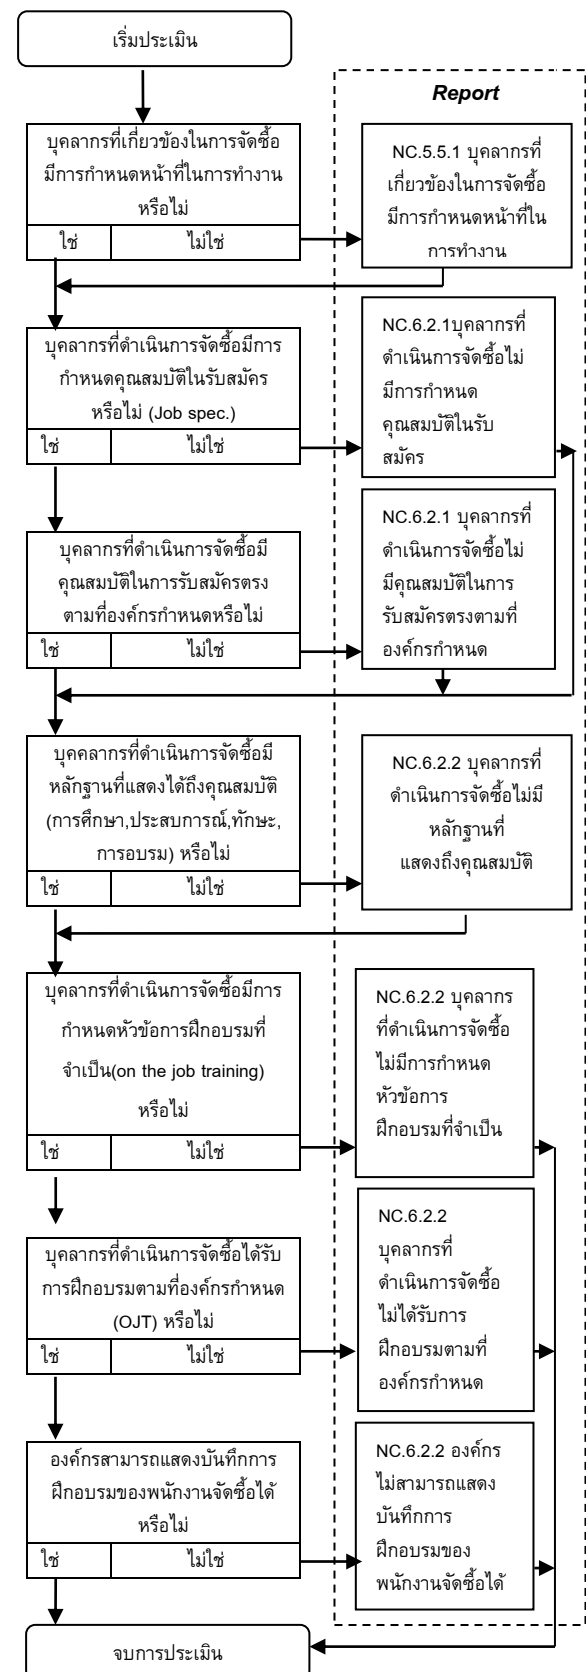 เริ่มประเมิน
Report
บุคลากรที่เกี่ยวข้องในการจัดซื้อ
มีการกำหนดหน้าที่ในการทำงาน
หรือไม่
ใช่ ไม่ใช่
NC.5.5.1 บุคลากรที่
เกี่ยวข้องในการจัดซื้อ
มีการกำหนดหน้าที่ใน
การทำงาน
บุคลากรที่ดำเนินการจัดซื้อมีการ
กำหนดคุณสมบัติในรับสมัคร
หรือไม่ (Job spec.)
ใช่ ไม่ใช่
NC.6.2.1บุคลากรที่
ดำเนินการจัดซื้อไม่
มีการกำหนด
คุณสมบัติในรับ
สมัคร
บุคลากรที่ดำเนินการจัดซื้อมี
คุณสมบัติในการรับสมัครตรง
ตามที่องค์กรกำหนดหรือไม่
ใช่ ไม่ใช่
NC.6.2.1 บุคลากรที่
ดำเนินการจัดซื้อไม่
มีคุณสมบัติในการ
รับสมัครตรงตามที่
องค์กรกำหนด
บุคคลากรที่ดำเนินการจัดซื้อมี
หลักฐานที่แสดงได้ถึงคุณสมบัติ
(การศึกษา,ประสบการณ์,ทักษะ,
การอบรม) หรือไม่
ใช่ ไม่ใช่
NC.6.2.2 บุคลากรที่
ดำเนินการจัดซื้อไม่มี
หลักฐานที่
แสดงถึงคุณสมบัติ
บุคลากรที่ดำเนินการจัดซื้อมีการ
กำหนดหัวข้อการฝึกอบรมที่
จำเป็น(on the job training)
หรือไม่
ใช่ ไม่ใช่
NC.6.2.2 บุคลากร
ที่ดำเนินการจัดซื้อ
ไม่มีการกำหนด
หัวข้อการ
ฝึกอบรมที่จำเป็น
บุคลากรที่ดำเนินการจัดซื้อได้รับ
การฝึกอบรมตามที่องค์กรกำหนด
(OJT) หรือไม่
ใช่ ไม่ใช่
NC.6.2.2
บุคลากรที่
ดำเนินการจัดซื้อ
ไม่ได้รับการ
ฝึกอบรมตามที่
องค์กรกำหนด
องค์กรสามารถแสดงบันทึกการ
ฝึกอบรมของพนักงานจัดซื้อได้
หรือไม่
ใช่ ไม่ใช่
NC.6.2.2 องค์กร
ไม่สามารถแสดง
บันทึกการ
ฝึกอบรมของ
พนักงานจัดซื้อได้
จบการประเมิน